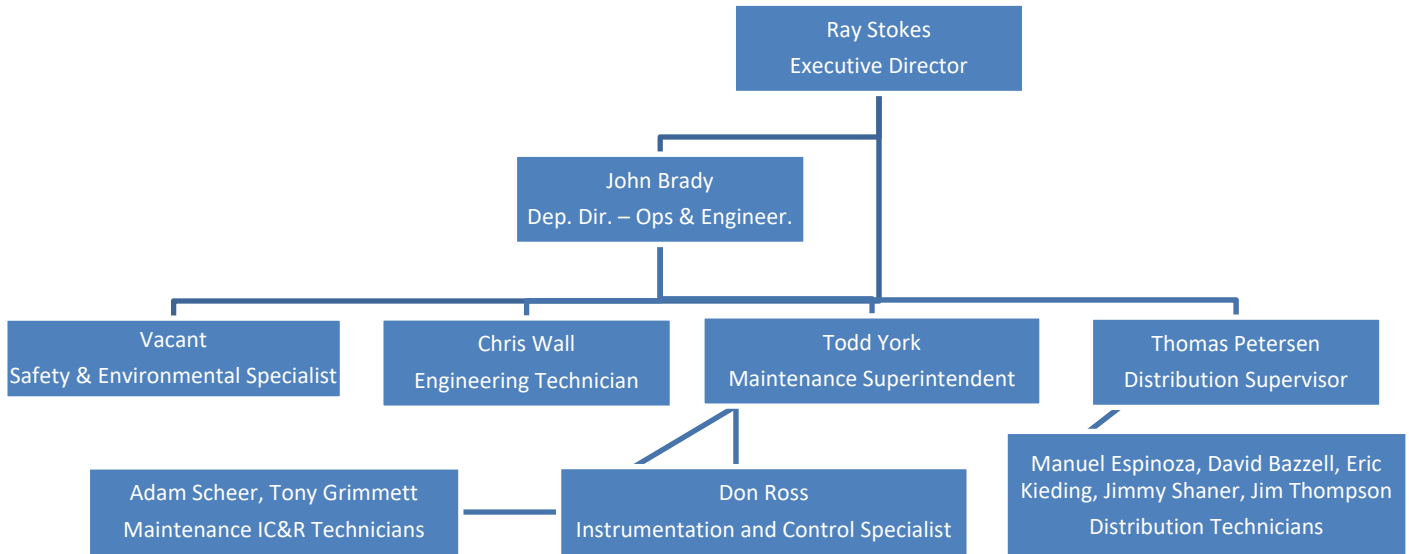 Ray Stokes
Executive Director
John Brady
Dep. Dir. – Ops & Engineer.
Vacant
Safety & Environmental Specialist
Chris Wall
Engineering Technician
Todd York
Maintenance Superintendent
Thomas Petersen
Distribution Supervisor
Adam Scheer, Tony Grimmett
Maintenance IC&R Technicians
Don Ross
Instrumentation and Control Specialist
Manuel Espinoza, David Bazzell, Eric
Kieding, Jimmy Shaner, Jim Thompson
Distribution Technicians